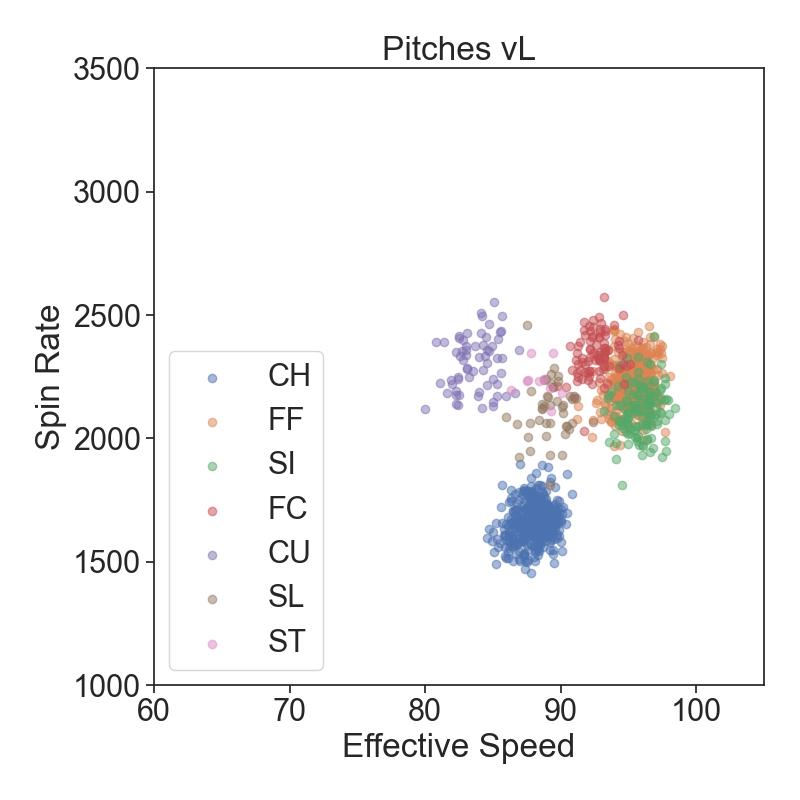 Pitches vL
3500
3000
2500
2000
1500
1000
Spin Rate
CH
FF
SI
FC
CU
SL
ST
60 70 80 90 100
Effective Speed